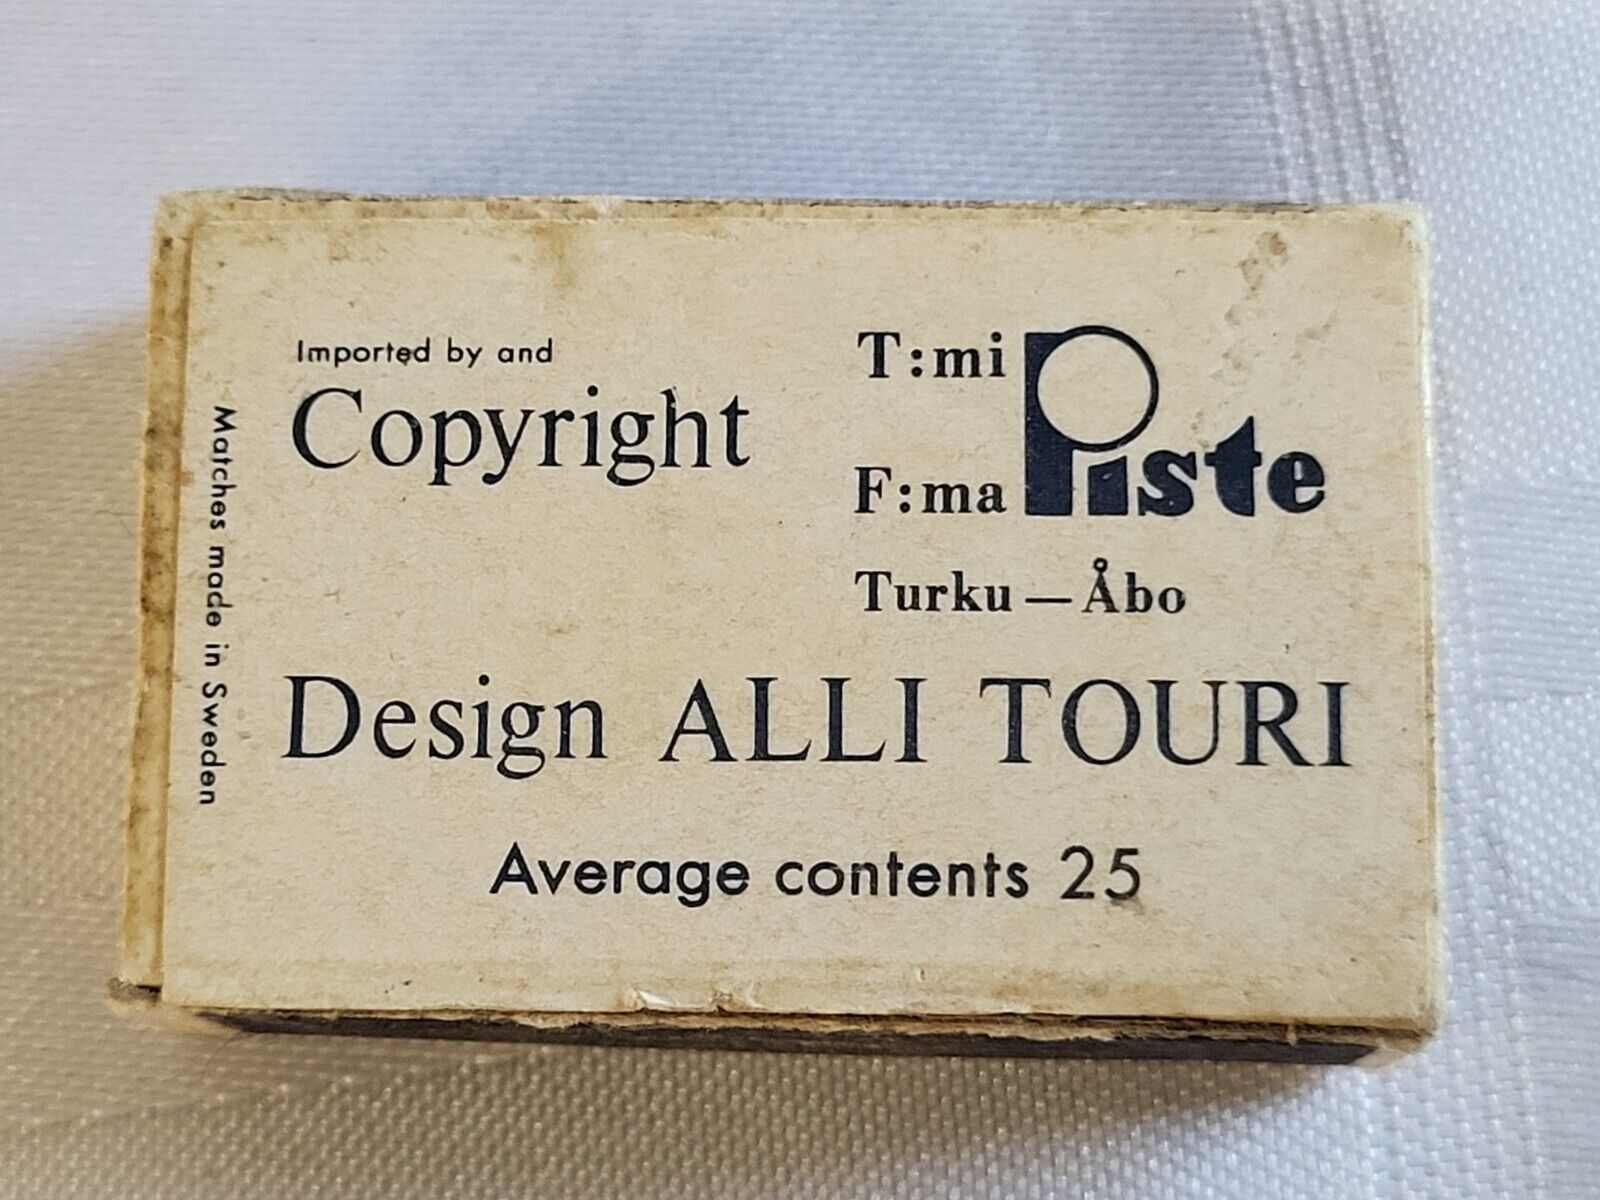 Imported by and
Copyright
T:mi
F:ma
Piste
Turku — Åbo
Design ALLI TOURI
Average contents 25
Matches made in Sweden